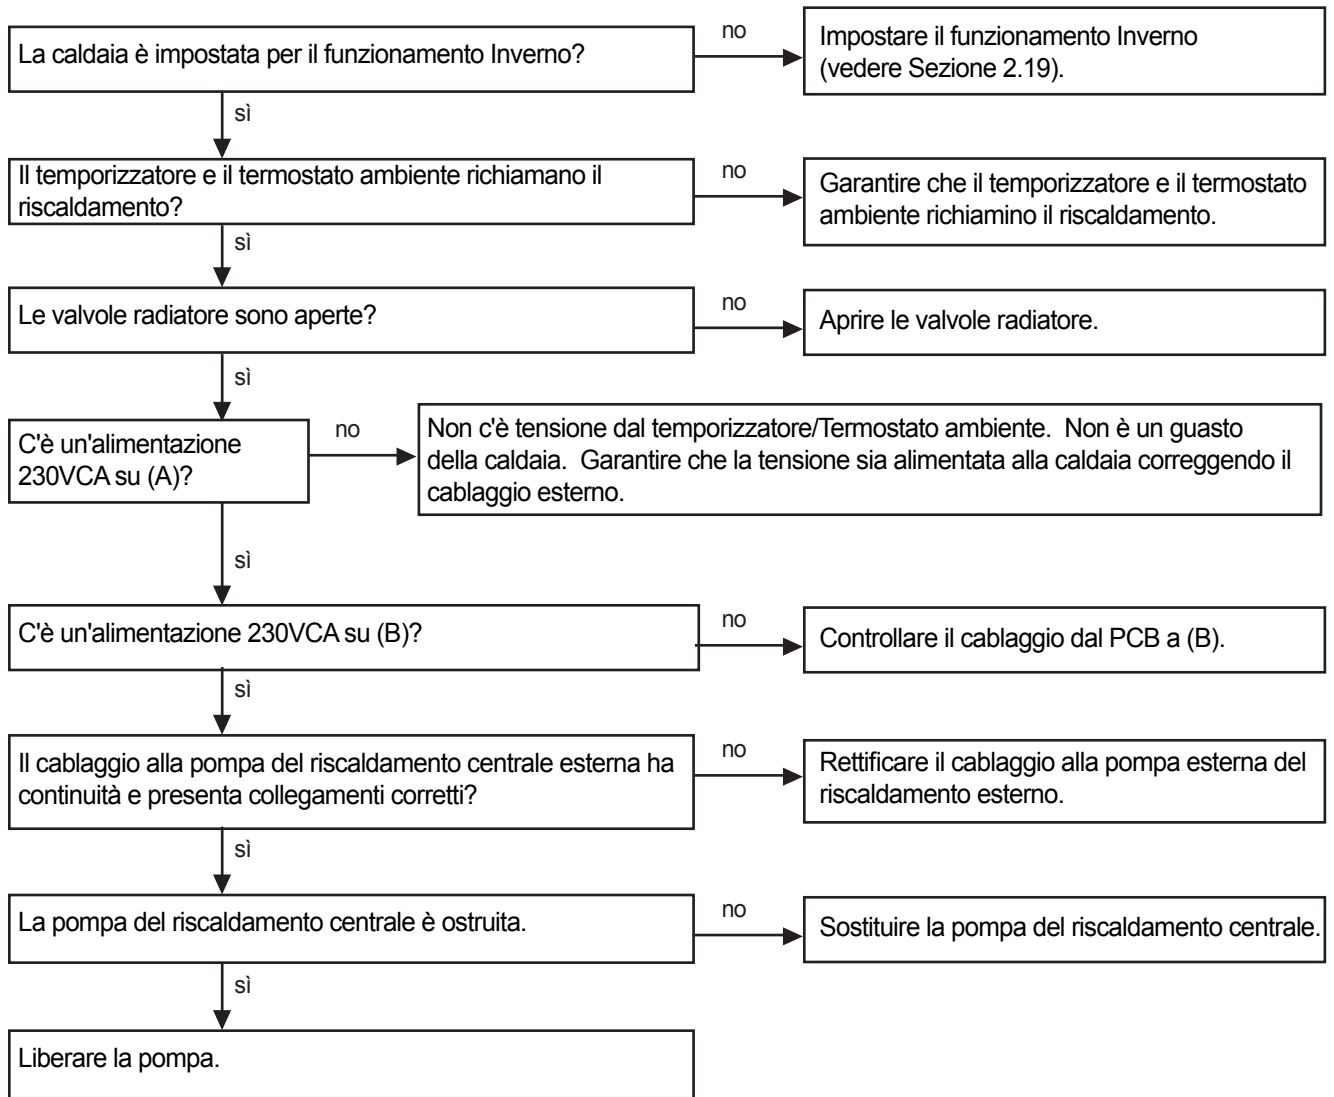 La caldaia è impostata per il funzionamento Inverno?
no
Impostare il funzionamento Inverno
(vedere Sezione 2.19).
sì
Il temporizzatore e il termostato ambiente richiamano il
riscaldamento?
no
Garantire che il temporizzatore e il termostato
ambiente richiamino il riscaldamento.
sì
Le valvole radiatore sono aperte?
no
Aprire le valvole radiatore.
sì
C'è un'alimentazione
230VCA su (A)?
no
Non c'è tensione dal temporizzatore/Termostato ambiente. Non è un guasto
della caldaia. Garantire che la tensione sia alimentata alla caldaia correggendo il
cablaggio esterno.
sì
C'è un'alimentazione 230VCA su (B)?
no
Controllare il cablaggio dal PCB a (B).
sì
Il cablaggio alla pompa del riscaldamento centrale esterna ha
continuità e presenta collegamenti corretti?
no
Rettificare il cablaggio alla pompa esterna del
riscaldamento esterno.
sì
La pompa del riscaldamento centrale è ostruita.
no
Sostituire la pompa del riscaldamento centrale.
sì
Liberare la pompa.